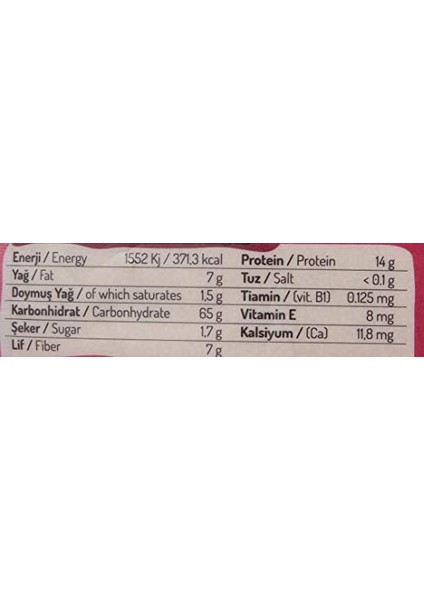 Enerji / Energy 1552 Kj / 371,3 kcal
Yağ / Fat 7 g
Doymuş Yağ / of which saturates 1,5 g
Karbonhidrat / Carbonhydrate 65 g
Şeker / Sugar 1,7 g
Lif / Fiber 7 g
Protein / Protein 14 g
Tuz / Salt < 0.1 g
Tiamin / (vit. B1) 0.125 mg
Vitamin E 8 mg
Kalsiyum / (Ca) 11,8 mg